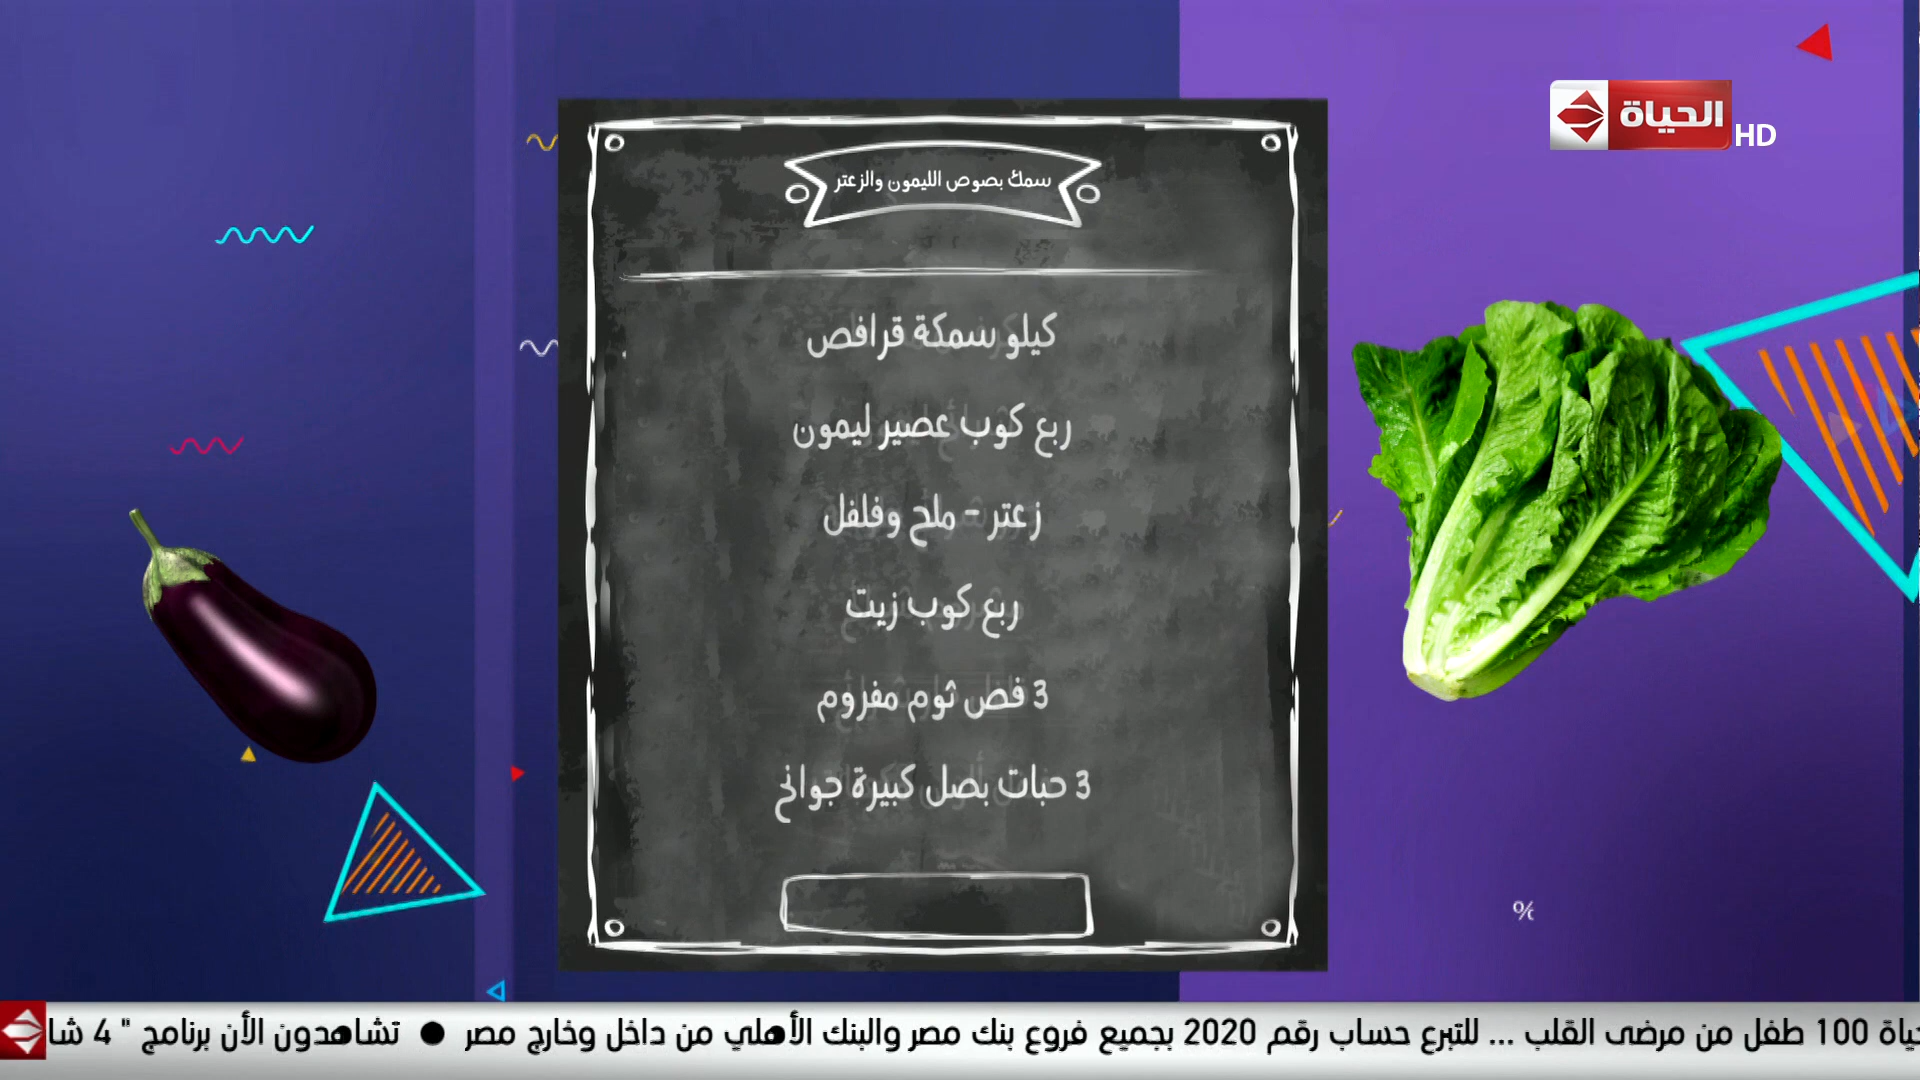 الحياة
HD
سمك بصوص الليمون والزعتر
كيلو سمكة قرافص
ربع كوب عصير ليمون
زعتر - ملح وفلفل
ربع كوب زيت
3 فص ثوم مفروم
3 حبات بصل كبيرة جوانح
%
100 طفل من مرضى القلب ... للتبرع حساب رقم 2020 بجميع فروع بنك مصر والبنك الأهلي من داخل وخارج مصر ● تشاهدون الأن برنامج " 4